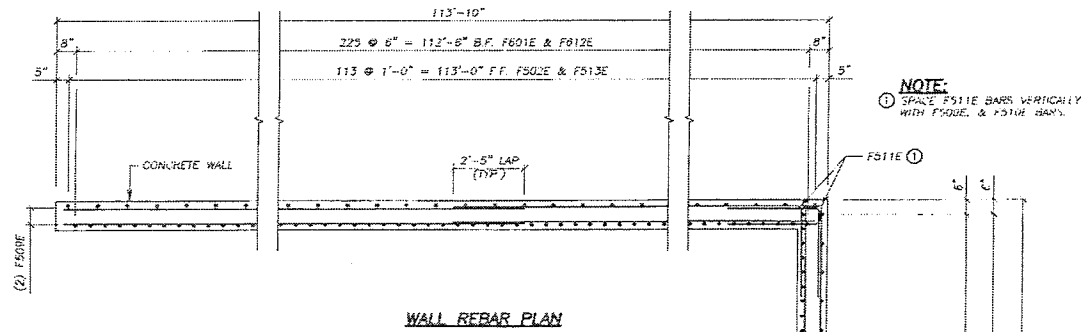 113'-10"
8" 225 @ 6" = 112'-6" B.F. F601E & F612E 8"
5" 113 @ 1'-0" = 113'-0" F.F. F502E & F513E 5"
NOTE:
① SPACE F511E BARS VERTICALLY
WITH F509E, & F510E BARS.
CONCRETE WALL
2'-5" LAP
(TYP.)
F511E ①
6"
(2) F509E
WALL REBAR PLAN